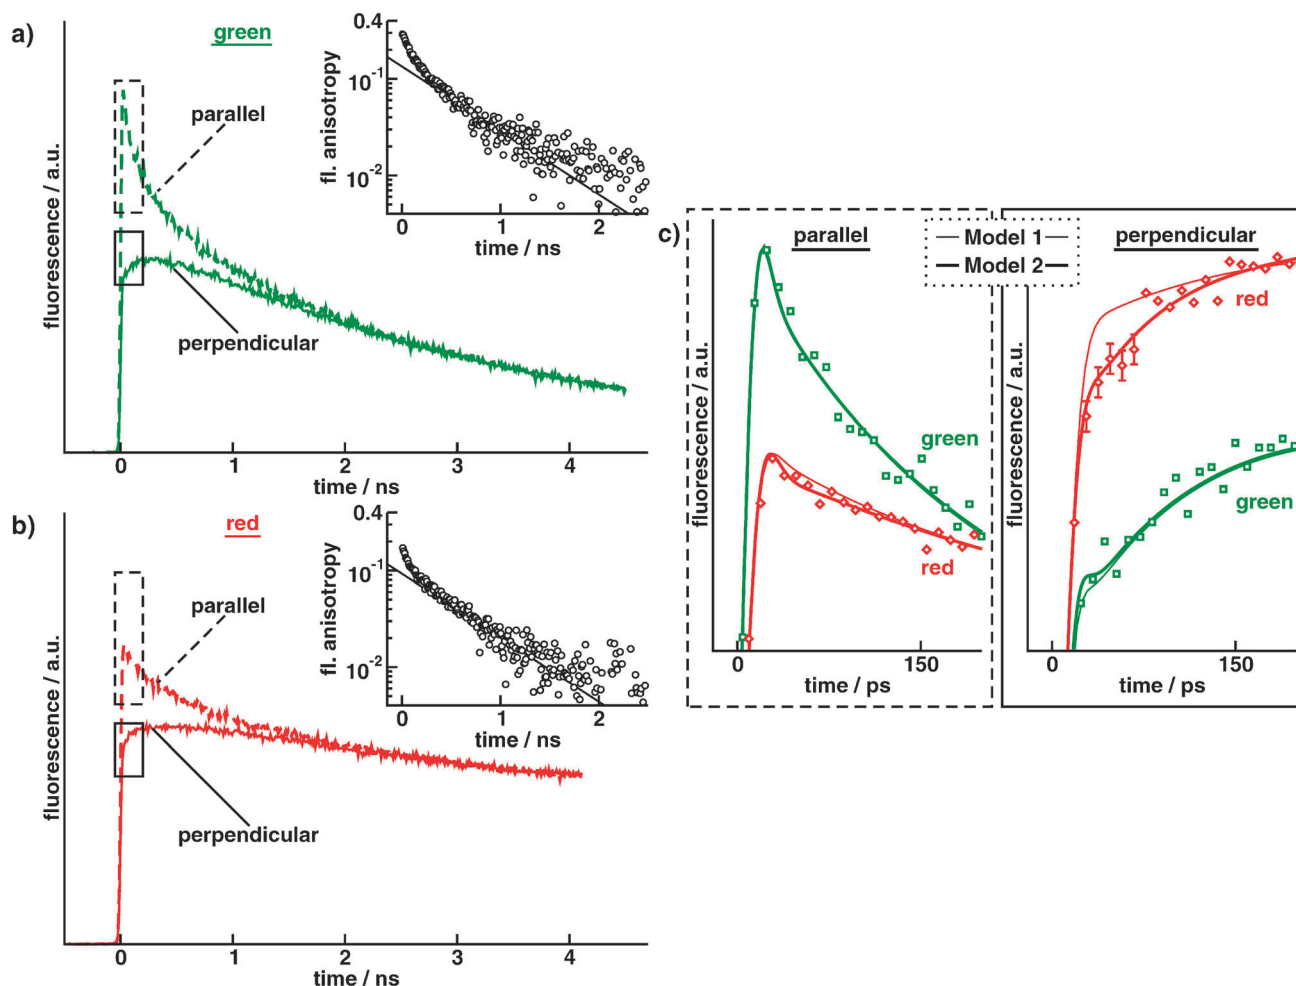 a)
green
parallel
perpendicular
fluorescence / a.u.
0 1 2 3 4
time / ns
0.4
10-1
10-2
fl. anisotropy
0 1 2
time / ns
b)
red
parallel
perpendicular
fluorescence / a.u.
0 1 2 3 4
time / ns
0.4
10-1
10-2
fl. anisotropy
0 1 2
time / ns
c)
parallel
Model 1
Model 2
perpendicular
green
red
fluorescence / a.u.
0 150
time / ps
red
green
fluorescence / a.u.
0 150
time / ps